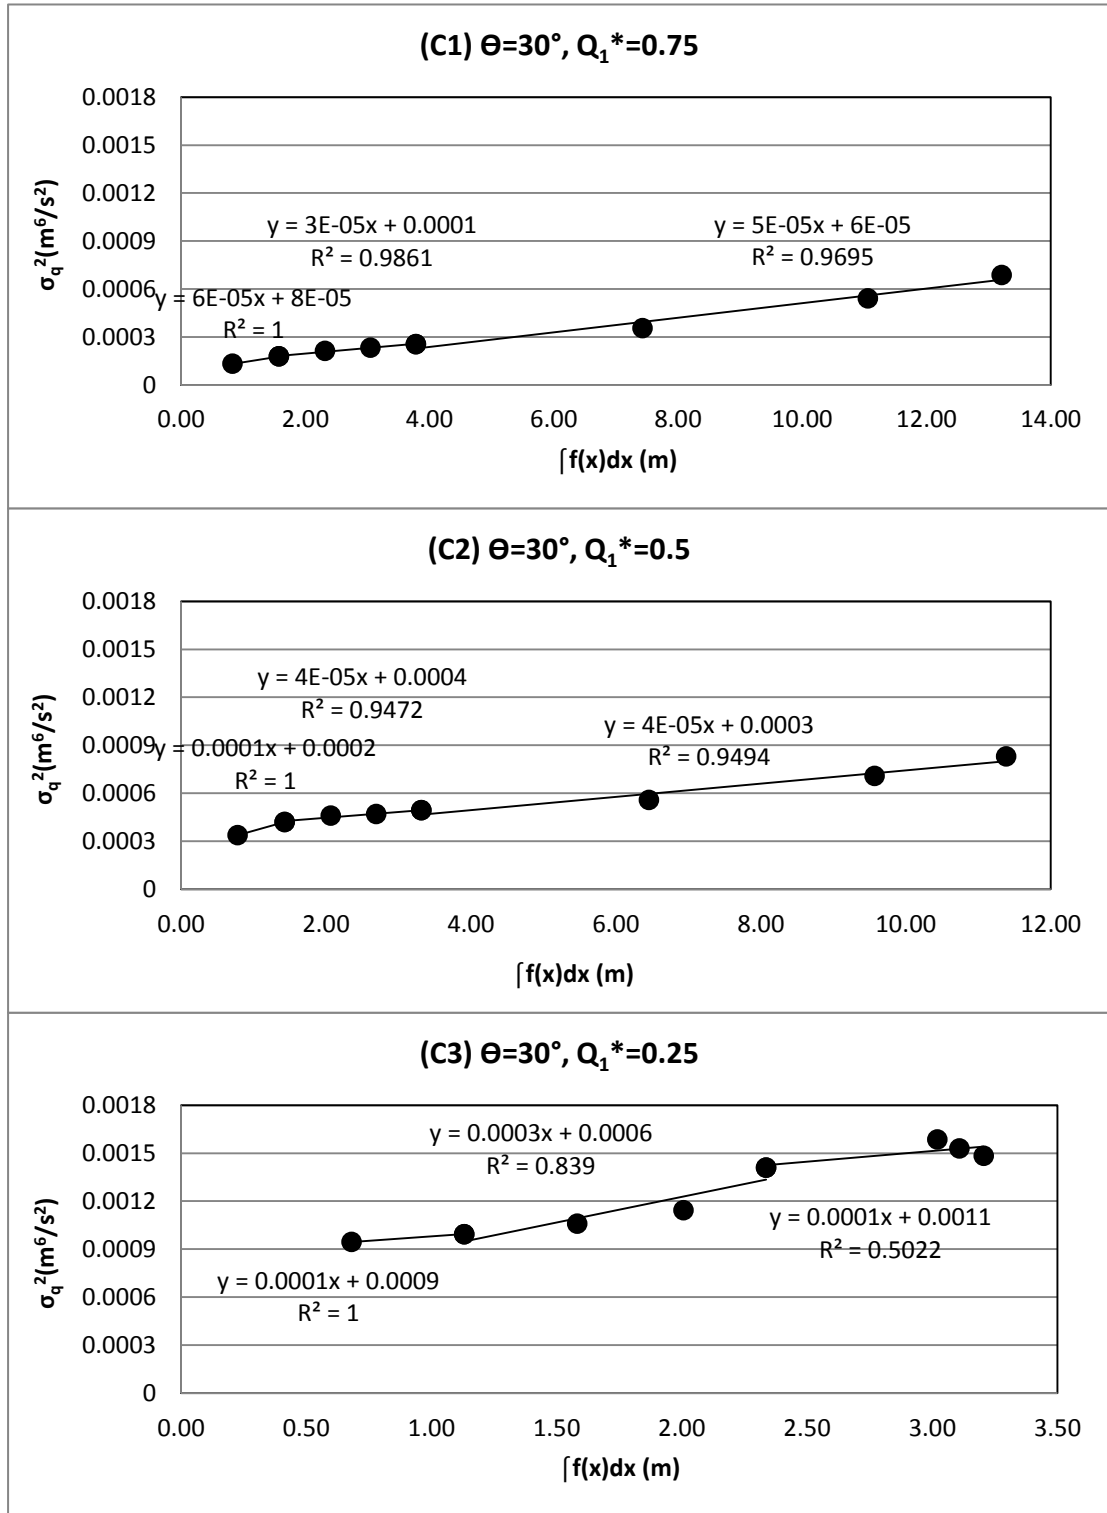 (C1) Ɵ=30°, Q₁*=0.75
0.0018
0.0015
0.0012
0.0009
0.0006
0.0003
0
σq²(m⁶/s²)
y = 3E-05x + 0.0001
R² = 0.9861
y = 5E-05x + 6E-05
R² = 0.9695
y = 6E-05x + 8E-05
R² = 1
0.00 2.00 4.00 6.00 8.00 10.00 12.00 14.00
⌠f(x)dx (m)
(C2) Ɵ=30°, Q₁*=0.5
0.0018
0.0015
0.0012
0.0009
0.0006
0.0003
0
σq²(m⁶/s²)
y = 4E-05x + 0.0004
R² = 0.9472
y = 4E-05x + 0.0003
R² = 0.9494
y = 0.0001x + 0.0002
R² = 1
0.00 2.00 4.00 6.00 8.00 10.00 12.00
⌠f(x)dx (m)
(C3) Ɵ=30°, Q₁*=0.25
0.0018
0.0015
0.0012
0.0009
0.0006
0.0003
0
σq²(m⁶/s²)
y = 0.0003x + 0.0006
R² = 0.839
y = 0.0001x + 0.0011
R² = 0.5022
y = 0.0001x + 0.0009
R² = 1
0.00 0.50 1.00 1.50 2.00 2.50 3.00 3.50
⌠f(x)dx (m)